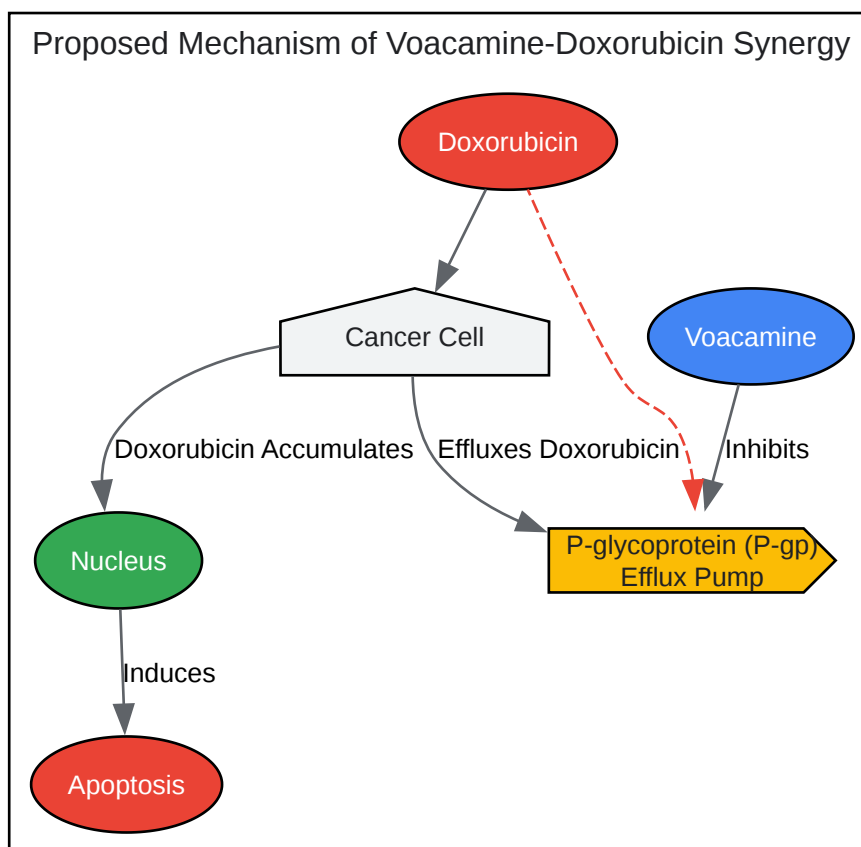 Proposed Mechanism of Voacamine-Doxorubicin Synergy
Doxorubicin
Cancer Cell
Voacamine
Doxorubicin Accumulates
Effluxes Doxorubicin
Inhibits
Nucleus
P-glycoprotein (P-gp)
Efflux Pump
Induces
Apoptosis